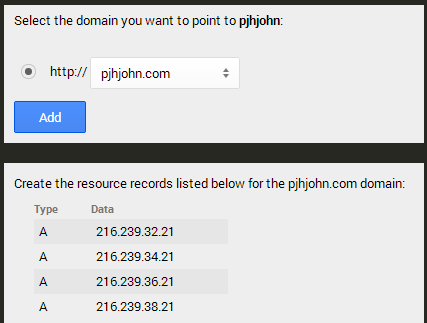 Select the domain you want to point to pjhjohn:
http:// pjhjohn.com
Add
Create the resource records listed below for the pjhjohn.com domain:
Type Data
A 216.239.32.21
A 216.239.34.21
A 216.239.36.21
A 216.239.38.21